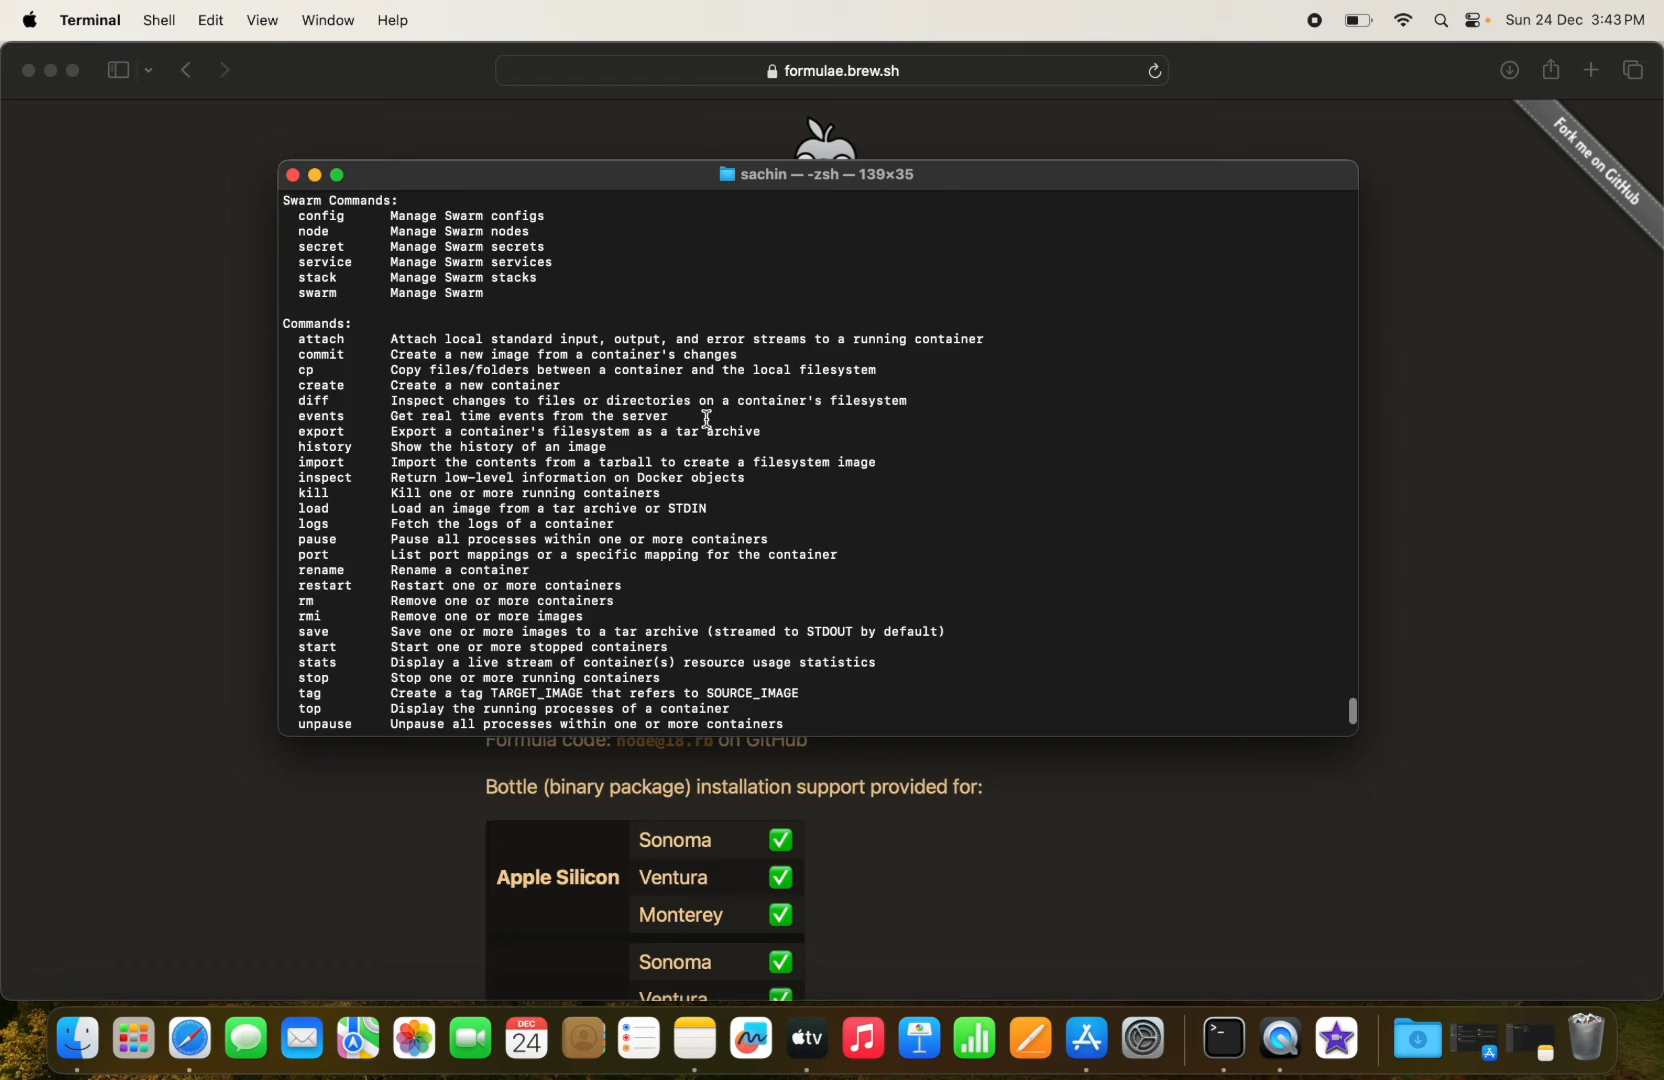 Terminal Shell Edit View Window Help Sun 24 Dec 3:43 PM
formulae.brew.sh
Fork me on GitHub
sachin — -zsh — 139×35
Swarm Commands:
config Manage Swarm configs
node Manage Swarm nodes
secret Manage Swarm secrets
service Manage Swarm services
stack Manage Swarm stacks
swarm Manage Swarm
Commands:
attach Attach local standard input, output, and error streams to a running container
commit Create a new image from a container's changes
cp Copy files/folders between a container and the local filesystem
create Create a new container
diff Inspect changes to files or directories on a container's filesystem
events Get real time events from the server
export Export a container's filesystem as a tar archive
history Show the history of an image
import Import the contents from a tarball to create a filesystem image
inspect Return low-level information on Docker objects
kill Kill one or more running containers
load Load an image from a tar archive or STDIN
logs Fetch the logs of a container
pause Pause all processes within one or more containers
port List port mappings or a specific mapping for the container
rename Rename a container
restart Restart one or more containers
rm Remove one or more containers
rmi Remove one or more images
save Save one or more images to a tar archive (streamed to STDOUT by default)
start Start one or more stopped containers
stats Display a live stream of container(s) resource usage statistics
stop Stop one or more running containers
tag Create a tag TARGET_IMAGE that refers to SOURCE_IMAGE
top Display the running processes of a container
unpause Unpause all processes within one or more containers
Formula code: node@18.rb on GitHub
Bottle (binary package) installation support provided for:
Sonoma ✅
Apple Silicon Ventura ✅
Monterey ✅
Sonoma ✅
Ventura ✅
DEC
24
tv
>_